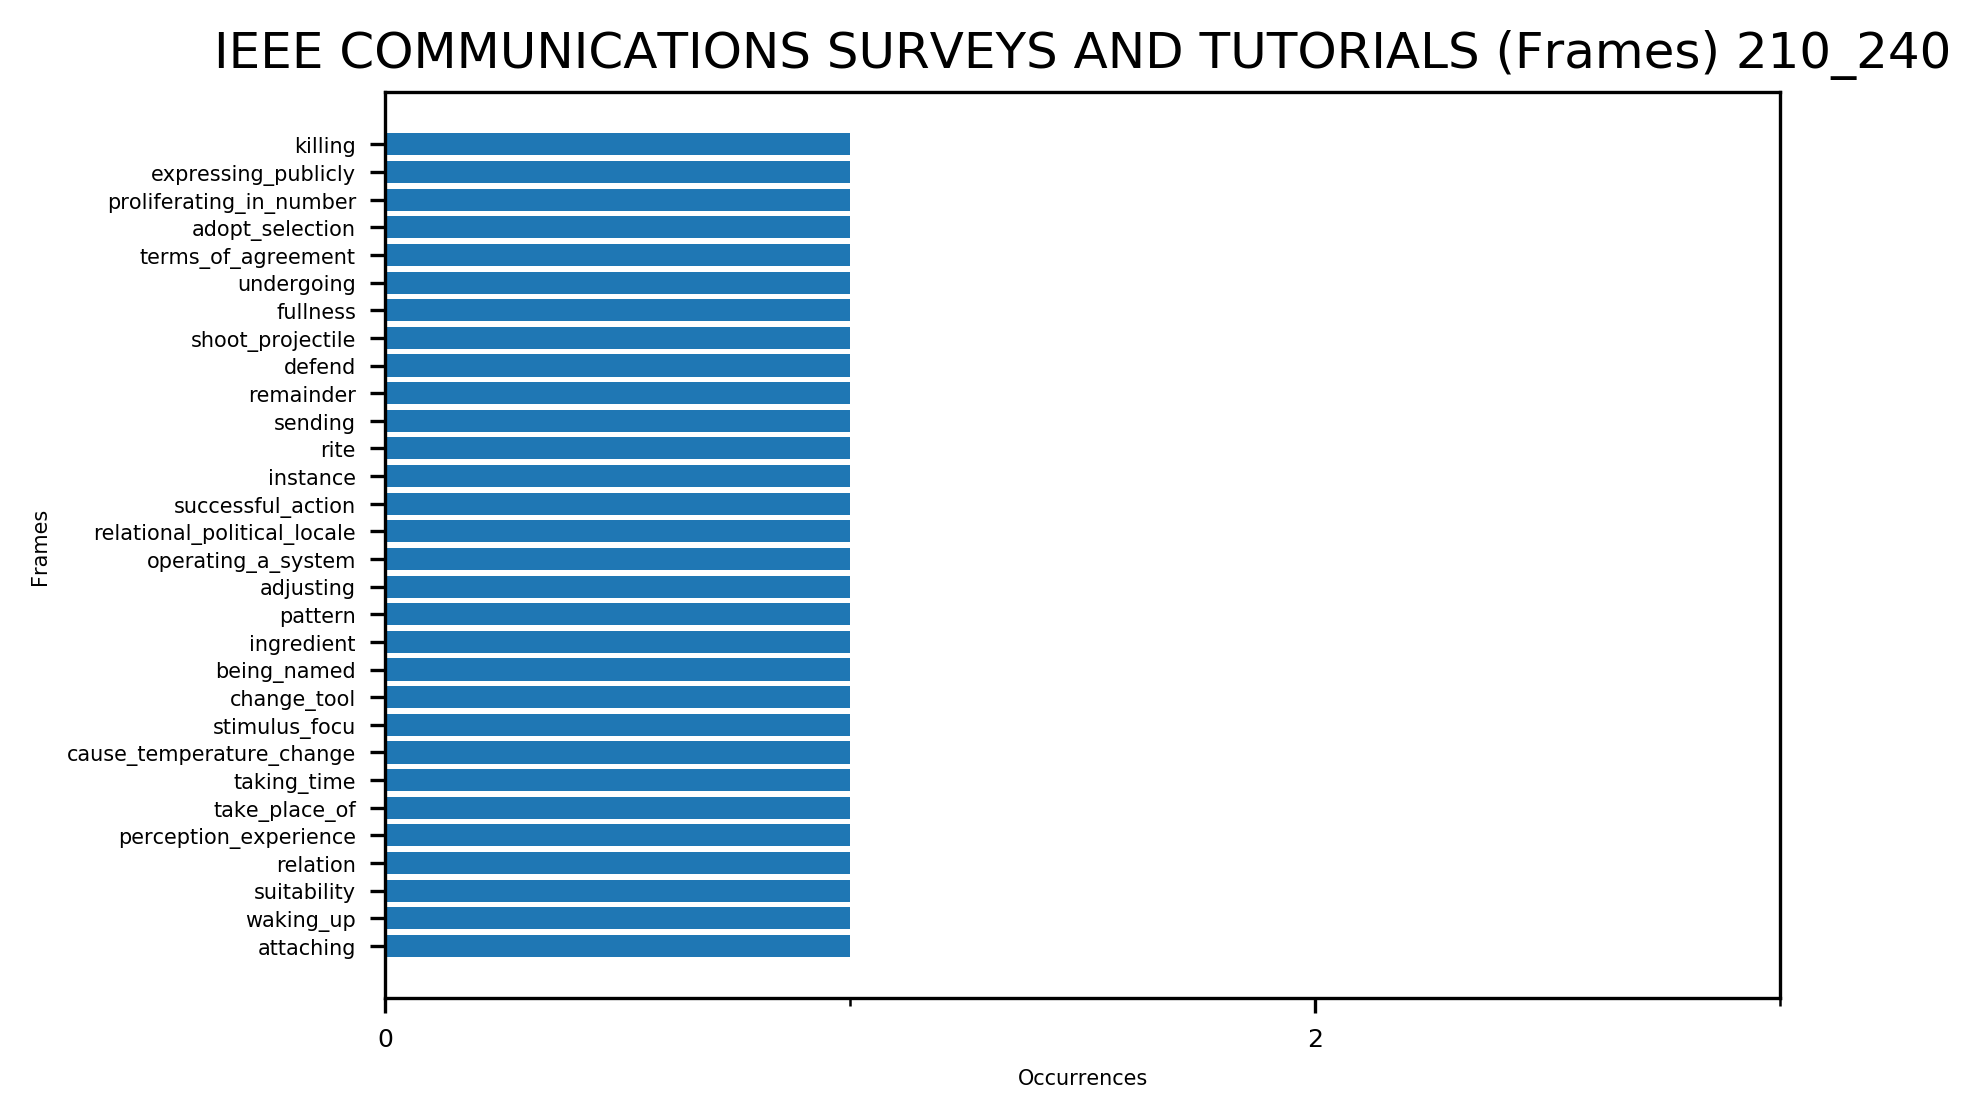 IEEE COMMUNICATIONS SURVEYS AND TUTORIALS (Frames) 210_240
killing
expressing_publicly
proliferating_in_number
adopt_selection
terms_of_agreement
undergoing
fullness
shoot_projectile
defend
remainder
sending
rite
instance
successful_action
relational_political_locale
operating_a_system
adjusting
pattern
ingredient
being_named
change_tool
stimulus_focu
cause_temperature_change
taking_time
take_place_of
perception_experience
relation
suitability
waking_up
attaching
Frames
0
2
Occurrences